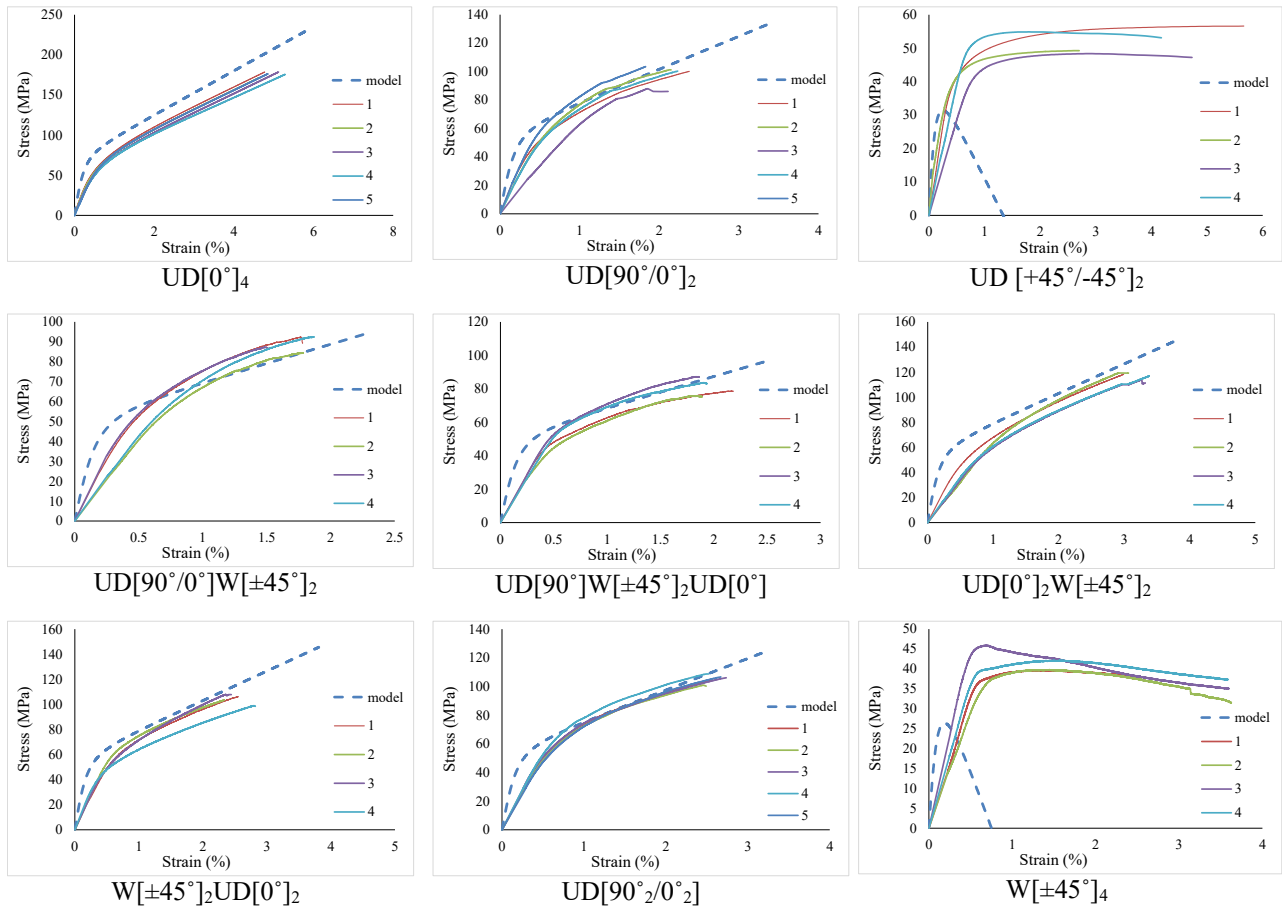 250
200
150
100
50
0
Stress (MPa)
0 2 4 6 8
Strain (%)
model
1
2
3
4
5
UD[0˚]₄
140
120
100
80
60
40
20
0
Stress (MPa)
0 1 2 3 4
Strain (%)
model
1
2
3
4
5
UD[90˚/0˚]₂
60
50
40
30
20
10
0
Stress (MPa)
0 1 2 3 4 5 6
Strain (%)
model
1
2
3
4
UD [+45˚/-45˚]₂
100
90
80
70
60
50
40
30
20
10
0
Stress (MPa)
0 0.5 1 1.5 2 2.5
Strain (%)
model
1
2
3
4
UD[90˚/0˚]W[±45˚]₂
120
100
80
60
40
20
0
Stress (MPa)
0 0.5 1 1.5 2 2.5 3
Strain (%)
model
1
2
3
4
UD[90˚]W[±45˚]₂UD[0˚]
160
140
120
100
80
60
40
20
0
Stress (MPa)
0 1 2 3 4 5
Strain (%)
model
1
2
3
4
UD[0˚]₂W[±45˚]₂
160
140
120
100
80
60
40
20
0
Stress (MPa)
0 1 2 3 4 5
Strain (%)
model
1
2
3
4
W[±45˚]₂UD[0˚]₂
140
120
100
80
60
40
20
0
Stress (MPa)
0 1 2 3 4
Strain (%)
model
1
2
3
4
5
UD[90˚₂/0˚₂]
50
45
40
35
30
25
20
15
10
5
0
Stress (MPa)
0 1 2 3 4
Strain (%)
model
1
2
3
4
W[±45˚]₄